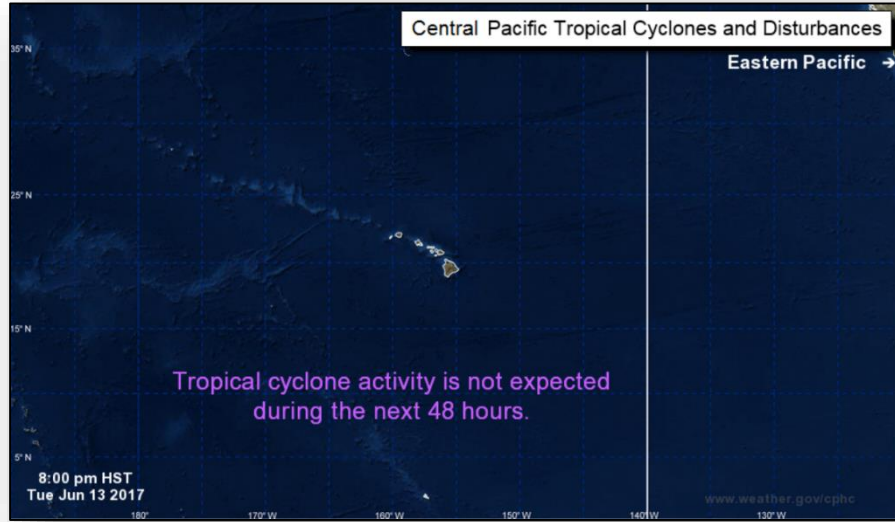 Central Pacific Tropical Cyclones and Disturbances
35° N
Eastern Pacific →
25° N
15° N
Tropical cyclone activity is not expected
during the next 48 hours.
5° N
8:00 pm HST
Tue Jun 13 2017
www.weather.gov/cphc
180° 170° W 160° W 150° W 140° W 130° W